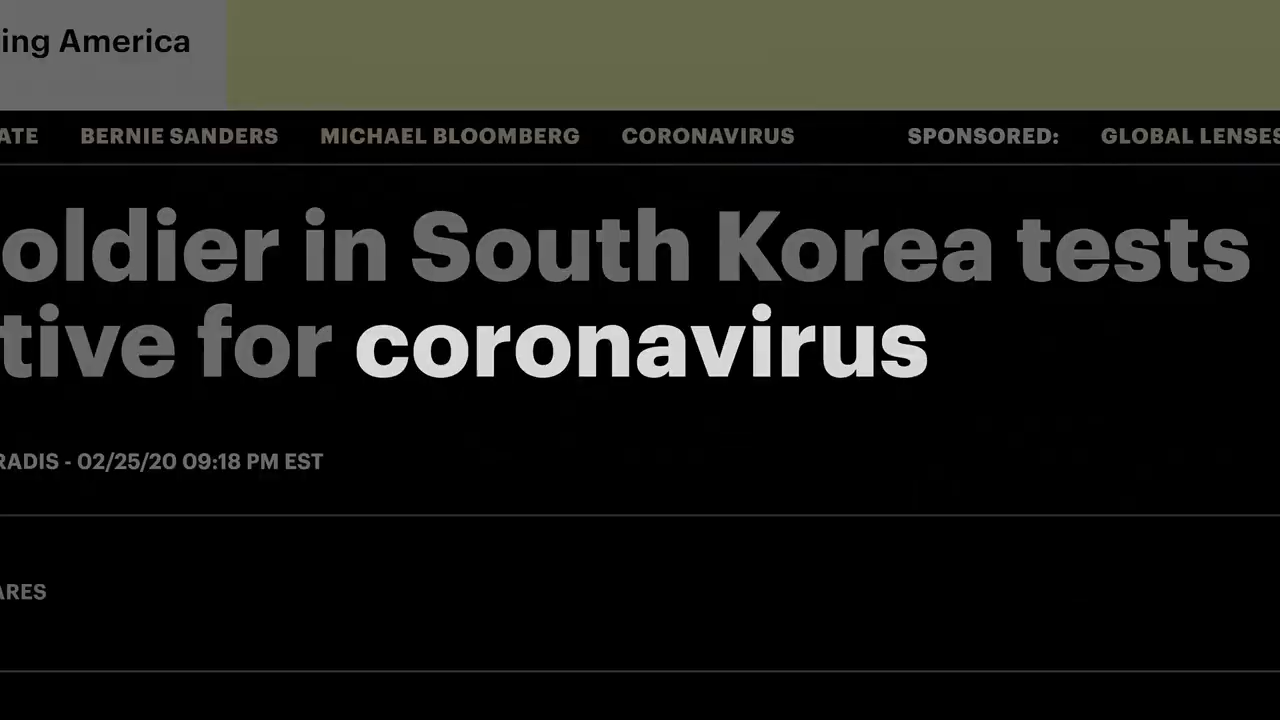 ing America
ATE BERNIE SANDERS MICHAEL BLOOMBERG CORONAVIRUS SPONSORED: GLOBAL LENSES
oldier in South Korea tests
tive for coronavirus
RADIS - 02/25/20 09:18 PM EST
ARES